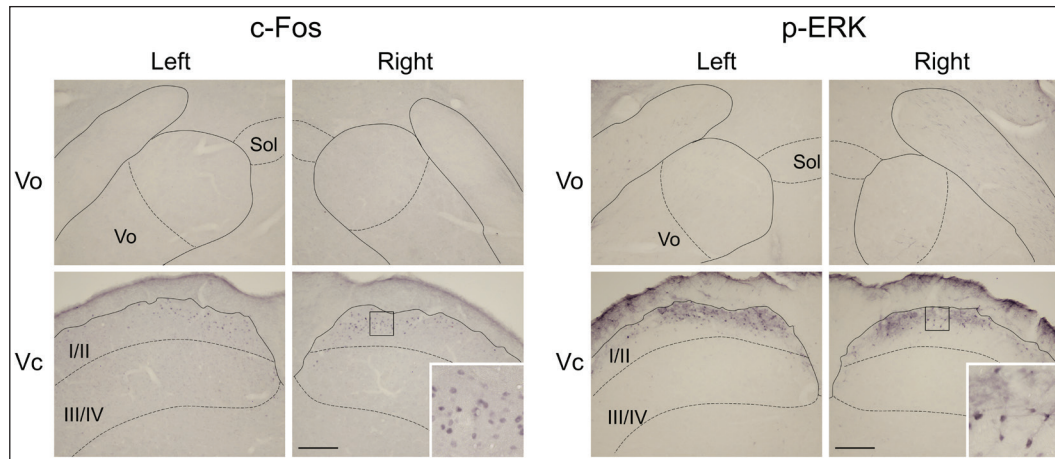 c-Fos p-ERK
Left Right Left Right
Vo Sol Vo Sol
Vo Vo
Vc I/II Vc I/II
III/IV III/IV